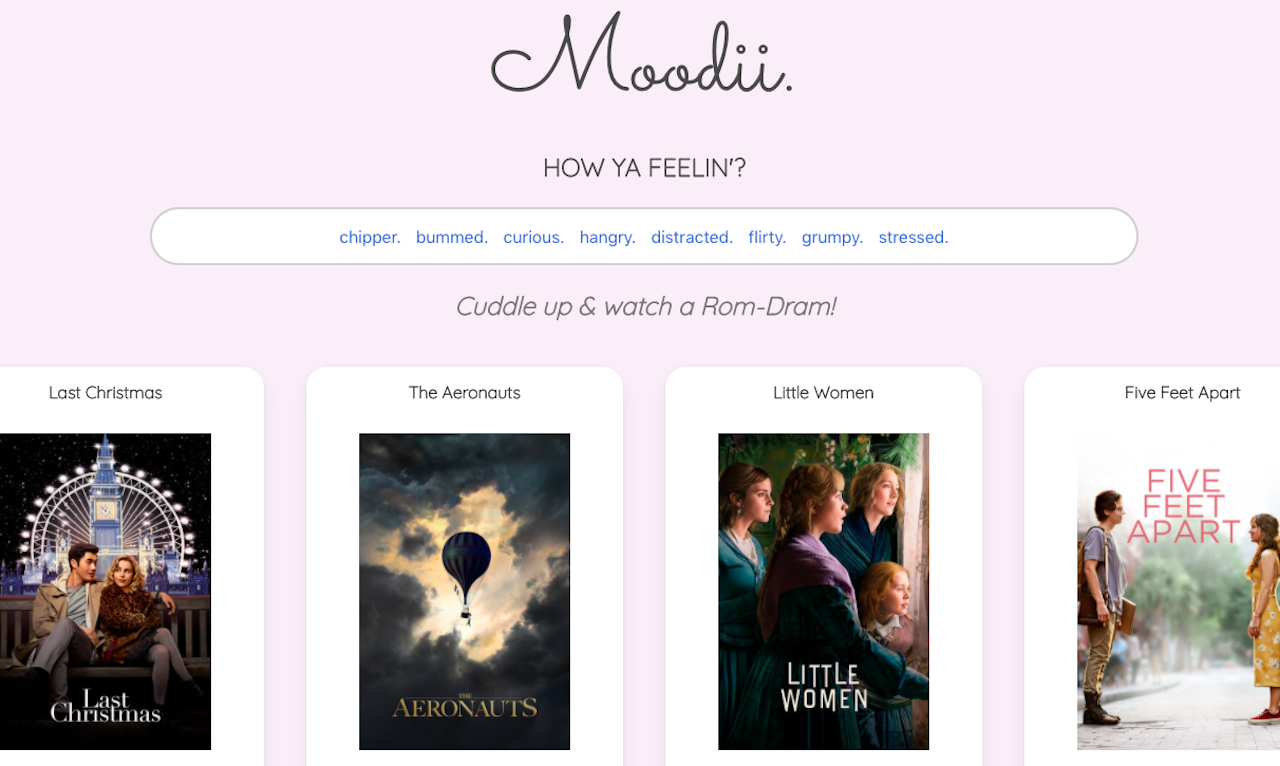 Moodii.
HOW YA FEELIN'?
chipper. bummed. curious. hangry. distracted. flirty. grumpy. stressed.
Cuddle up & watch a Rom-Dram!
Last Christmas
The Aeronauts
Little Women
Five Feet Apart
Last
Christmas
THE
AERONAUTS
LITTLE
WOMEN
FIVE
FEET
APART